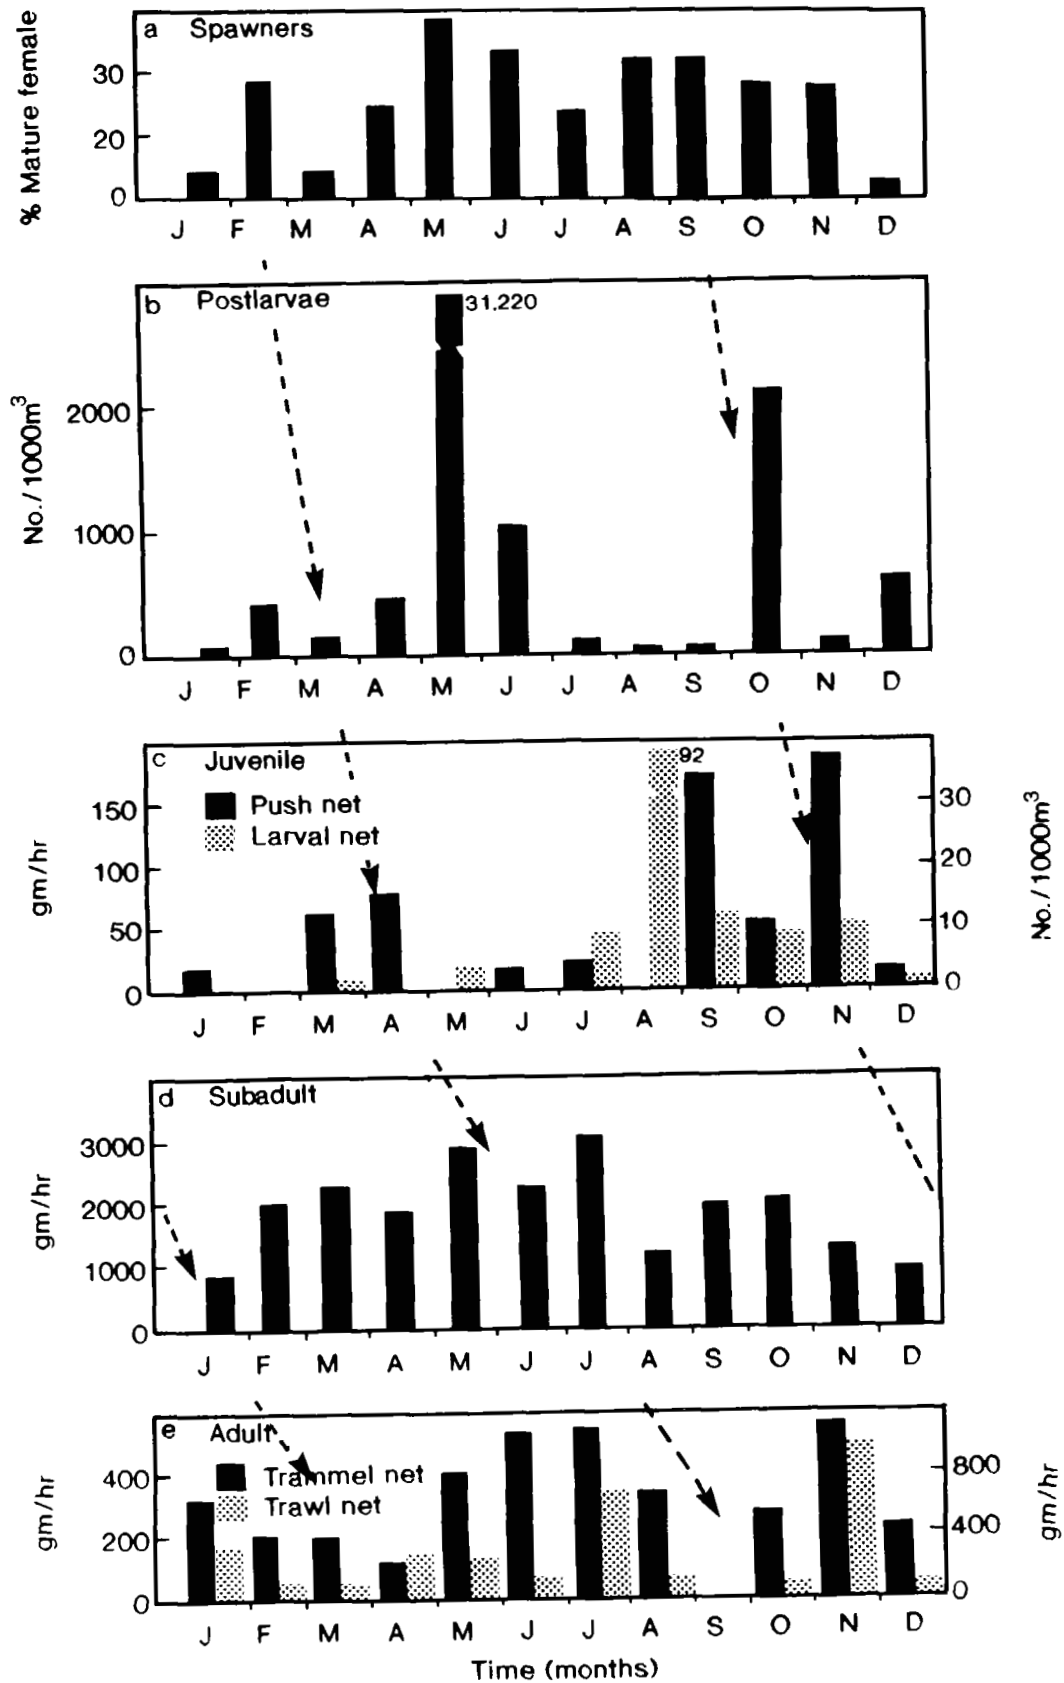 a Spawners
% Mature female
30
20
0
J F M A M J J A S O N D
b Postlarvae
31,220
No./1000m³
2000
1000
0
J F M A M J J A S O N D
c Juvenile
92
Push net
Larval net
gm/hr
150
100
50
0
No./1000m³
30
20
10
0
J F M A M J J A S O N D
d Subadult
gm/hr
3000
2000
1000
0
J F M A M J J A S O N D
e Adult
Trammel net
Trawl net
gm/hr
400
200
0
gm/hr
800
400
0
J F M A M J J A S O N D
Time (months)